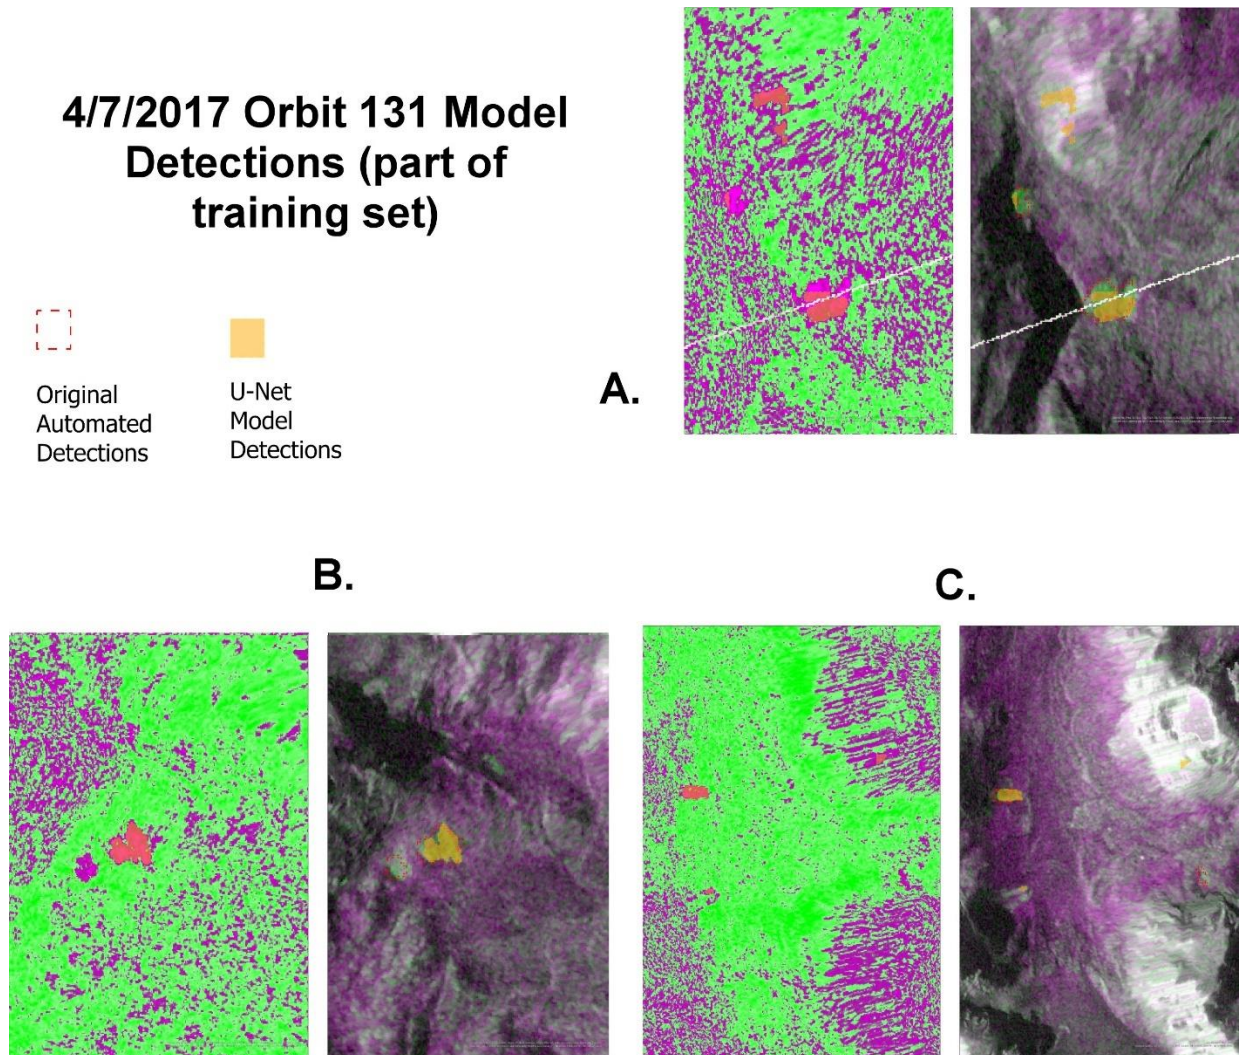 4/7/2017 Orbit 131 Model
Detections (part of
training set)
Original
Automated
Detections
U-Net
Model
Detections
A.
B.
C.